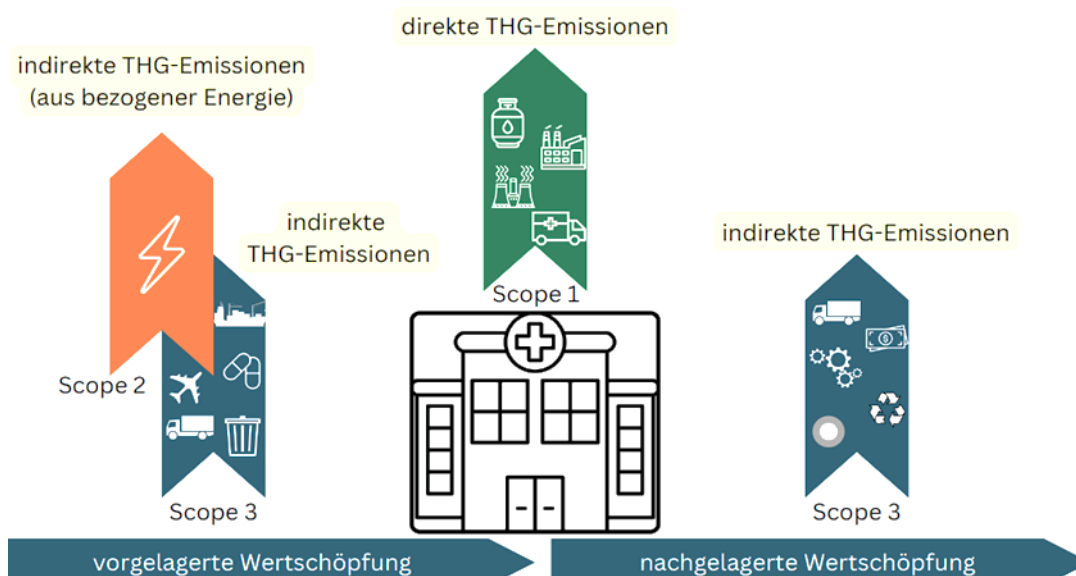 direkte THG-Emissionen
indirekte THG-Emissionen
(aus bezogener Energie)
indirekte
THG-Emissionen
indirekte THG-Emissionen
Scope 1
Scope 2
Scope 3
Scope 3
vorgelagerte Wertschöpfung
nachgelagerte Wertschöpfung